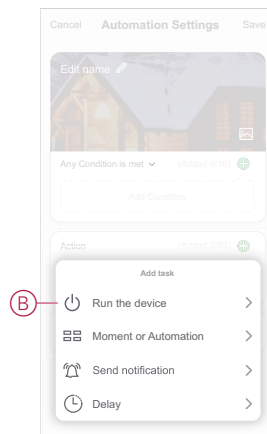 Cancel Automation Settings Save
Edit name
Any Condition is met (Added 0/10)
Add Condition
Action (Added 0/50)
Add task
B Run the device
Moment or Automation
Send notification
Delay